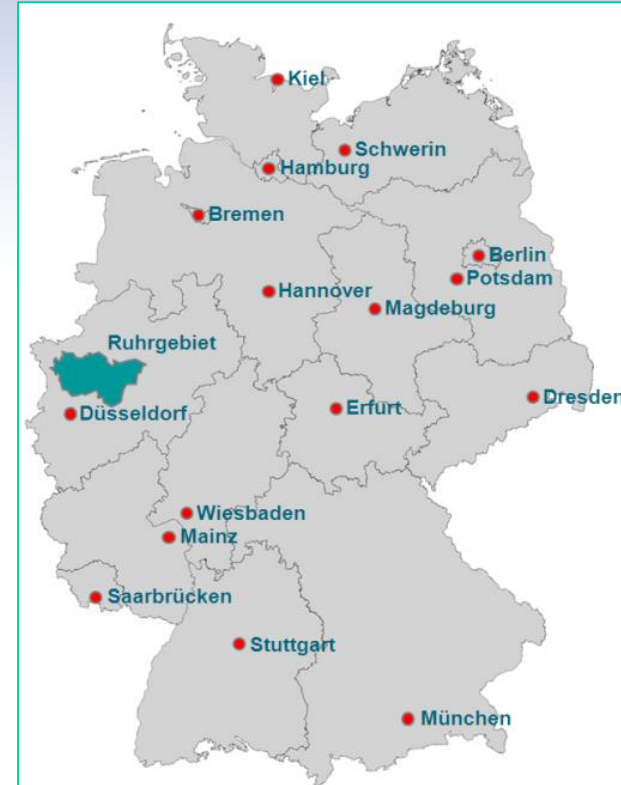 Kiel
Schwerin
Hamburg
Bremen
Berlin
Potsdam
Hannover
Magdeburg
Ruhrgebiet
Dresden
Düsseldorf
Erfurt
Wiesbaden
Mainz
Saarbrücken
Stuttgart
München